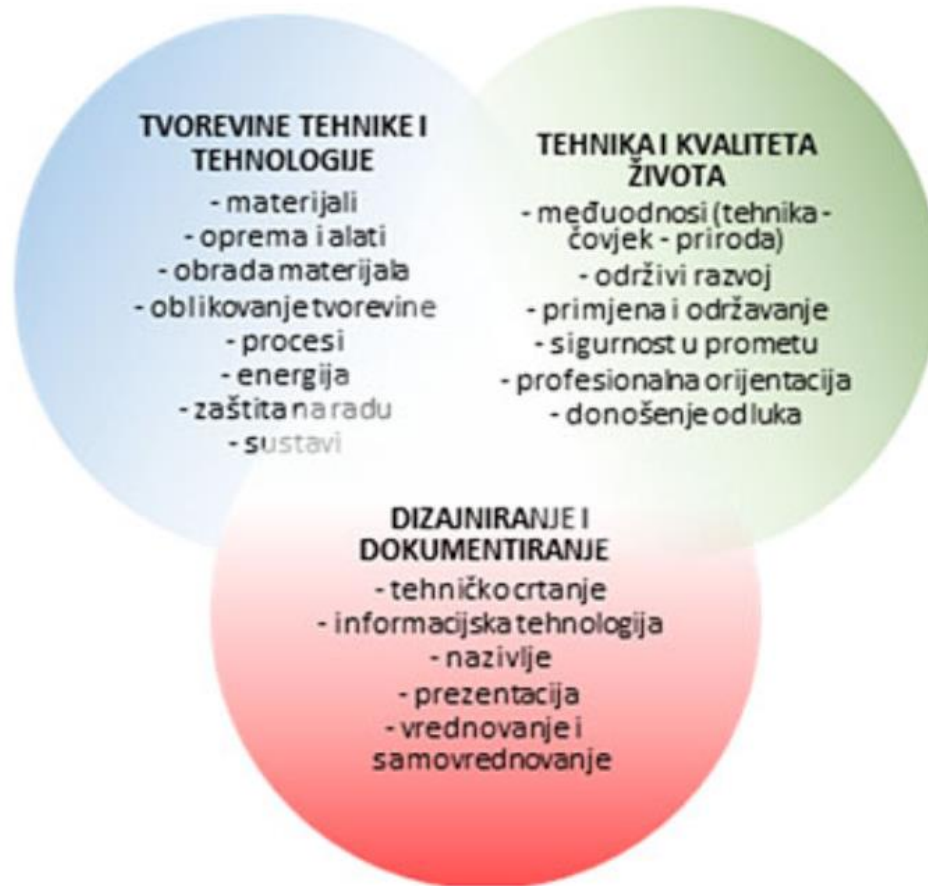 TVOREVINE TEHNIKE I
TEHNOLOGIJE
- materijali
- oprema i alati
- obrada materijala
- oblikovanje tvorevine
- procesi
- energija
- zaštita na radu
- sustavi
TEHNIKA I KVALITETA
ŽIVOTA
- međuodnosi (tehnika -
čovjek - priroda)
- održivi razvoj
- primjena i održavanje
- sigurnost u prometu
- profesionalna orijentacija
- donošenje odluka
DIZAJNIRANJE I
DOKUMENTIRANJE
- tehničko crtanje
- informacijska tehnologija
- nazivlje
- prezentacija
- vrednovanje i
samovrednovanje